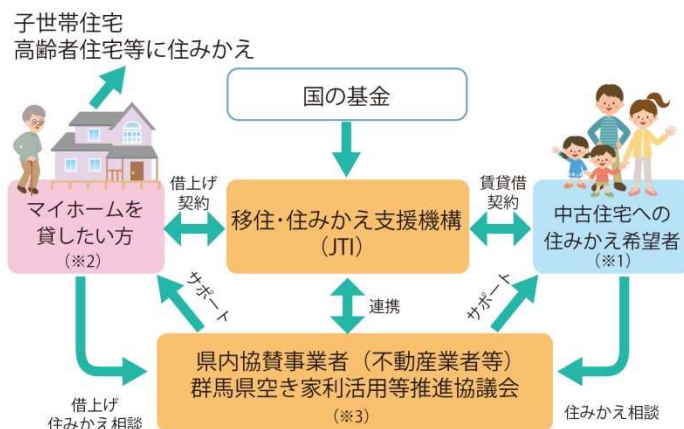 子世帯住宅
高齢者住宅等に住みかえ
国の基金
借上げ
契約
賃貸借
契約
マイホームを
貸したい方
(※2)
移住・住みかえ支援機構
(JTI)
中古住宅への
住みかえ希望者
(※1)
サポート
連携
サポート
県内協賛事業者（不動産業者等）
群馬県空き家利活用等推進協議会
(※3)
借上げ
住みかえ相談
住みかえ相談